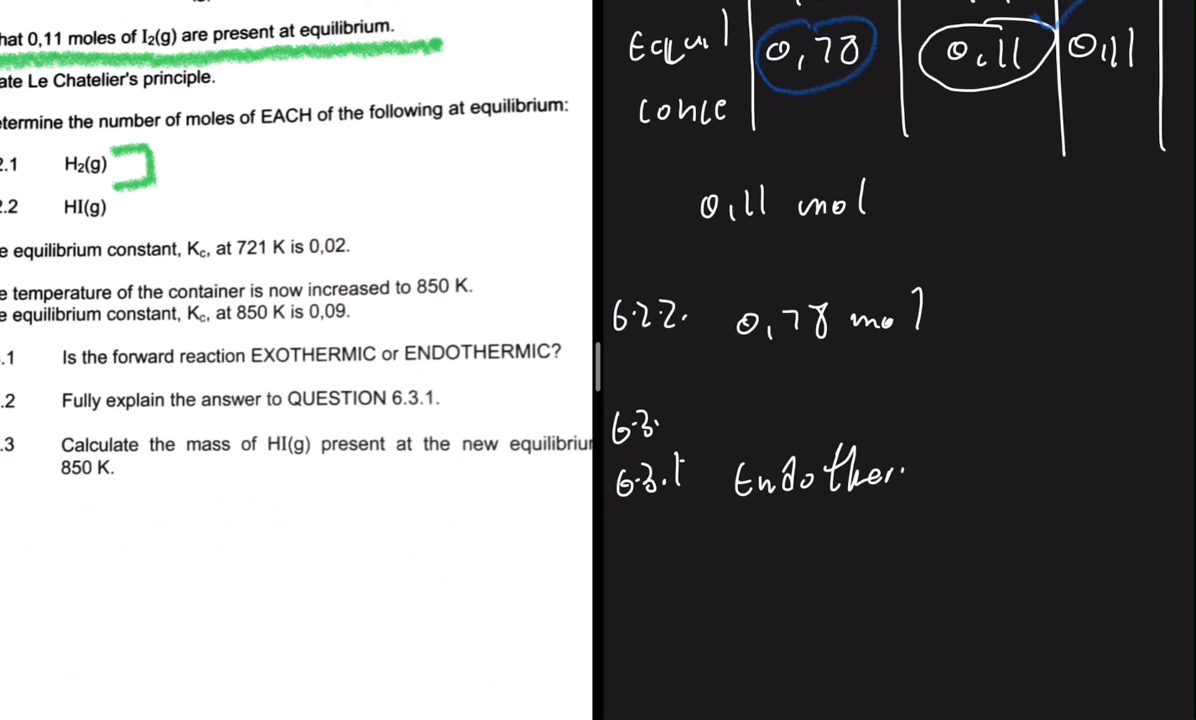 hat 0,11 moles of I₂(g) are present at equilibrium.
ate Le Chatelier's principle.
etermine the number of moles of EACH of the following at equilibrium:
2.1 H₂(g)
2.2 HI(g)
e equilibrium constant, Kc, at 721 K is 0,02.
e temperature of the container is now increased to 850 K.
e equilibrium constant, Kc, at 850 K is 0,09.
.1 Is the forward reaction EXOTHERMIC or ENDOTHERMIC?
.2 Fully explain the answer to QUESTION 6.3.1.
.3 Calculate the mass of HI(g) present at the new equilibriur
850 K.
Equil 0,78 0,11 0,11
conce
0,11 mol
6.2.2. 0,78 mol
6.3.
6.3.1 Endother.